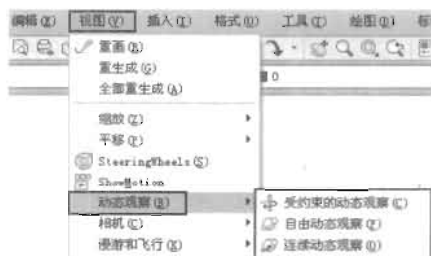 编辑(E) 视图(V) 插入(I) 格式(O) 工具(T) 绘图(D)
重画(R)
重生成(G)
0
全部重生成(A)
缩放(Z)
平移(P)
SteeringWheels(S)
ShowMotion
动态观察(B) 受约束的动态观察(C)
相机(C) 自由动态观察(F)
漫游和飞行(K) 连续动态观察(O)